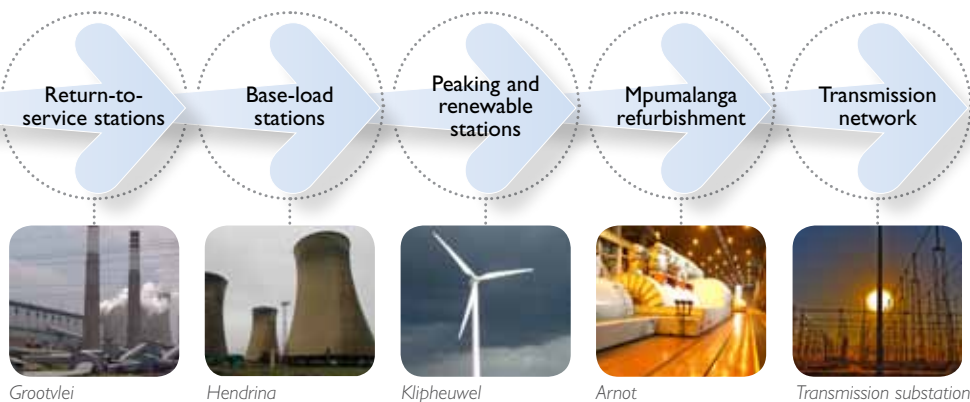 Return-to-
service stations
Base-load
stations
Peaking and
renewable
stations
Mpumalanga
refurbishment
Transmission
network
Grootvlei
Hendrina
Klipheuwel
Arnot
Transmission substation